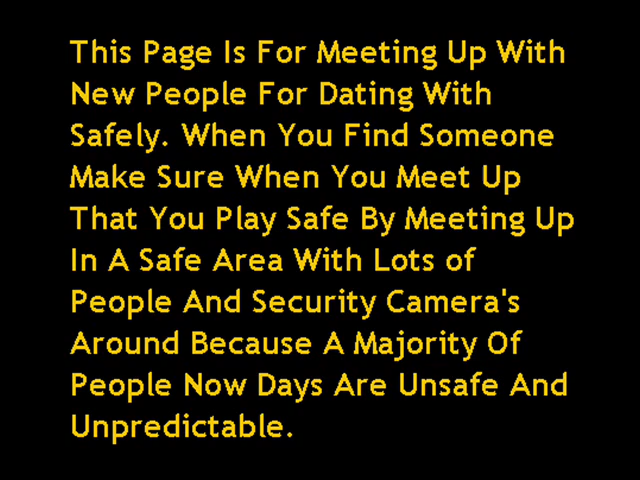 This Page Is For Meeting Up With
New People For Dating With
Safely. When You Find Someone
Make Sure When You Meet Up
That You Play Safe By Meeting Up
In A Safe Area With Lots of
People And Security Camera's
Around Because A Majority Of
People Now Days Are Unsafe And
Unpredictable.